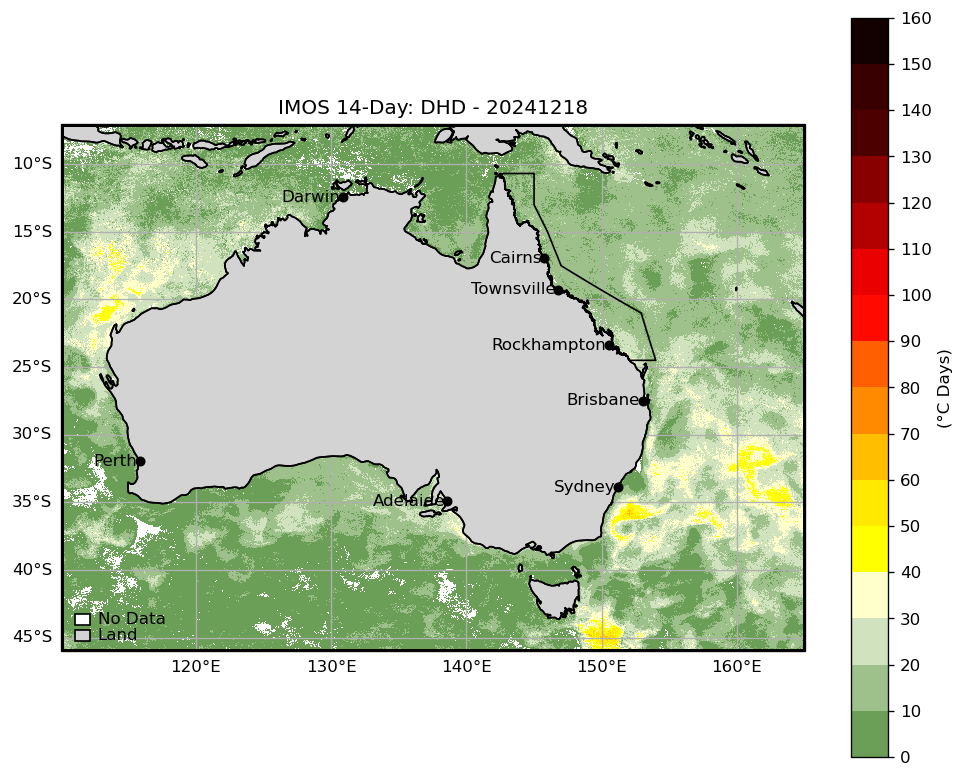 IMOS 14-Day: DHD - 20241218
160
150
140
130
120
110
100
90
80
70
60
50
40
30
20
10
0
(°C Days)
10°S
15°S
20°S
25°S
30°S
35°S
40°S
45°S
Darwin
Cairns
Townsville
Rockhampton
Brisbane
Perth
Sydney
Adelaide
No Data
Land
120°E
130°E
140°E
150°E
160°E